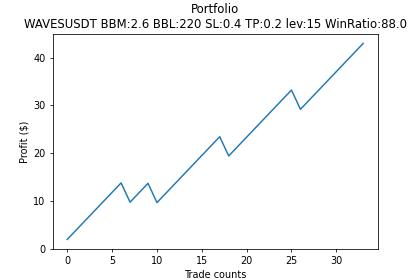 Portfolio
WAVESUSDT BBM:2.6 BBL:220 SL:0.4 TP:0.2 lev:15 WinRatio:88.0
40
30
20
10
0
Profit ($)
0 5 10 15 20 25 30
Trade counts